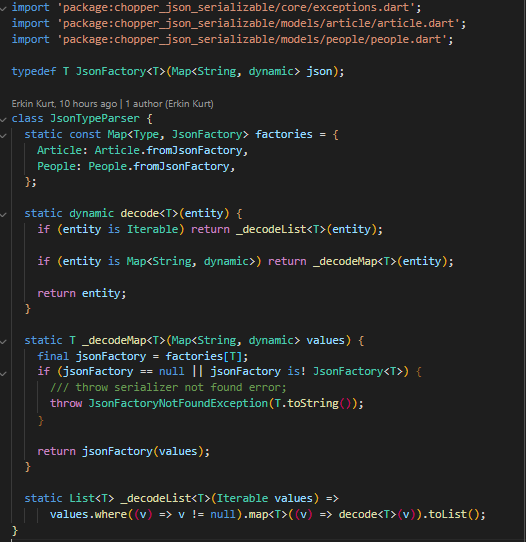 import 'package:chopper_json_serializable/core/exceptions.dart';
import 'package:chopper_json_serializable/models/article/article.dart';
import 'package:chopper_json_serializable/models/people/people.dart';

typedef T JsonFactory<T>(Map<String, dynamic> json);

Erkin Kurt, 10 hours ago | 1 author (Erkin Kurt)
class JsonTypeParser {
  static const Map<Type, JsonFactory> factories = {
    Article: Article.fromJsonFactory,
    People: People.fromJsonFactory,
  };

  static dynamic decode<T>(entity) {
    if (entity is Iterable) return _decodeList<T>(entity);

    if (entity is Map<String, dynamic>) return _decodeMap<T>(entity);

    return entity;
  }

  static T _decodeMap<T>(Map<String, dynamic> values) {
    final jsonFactory = factories[T];
    if (jsonFactory == null || jsonFactory is! JsonFactory<T>) {
      /// throw serializer not found error;
      throw JsonFactoryNotFoundException(T.toString());
    }

    return jsonFactory(values);
  }

  static List<T> _decodeList<T>(Iterable values) =>
      values.where((v) => v != null).map<T>((v) => decode<T>(v)).toList();
}